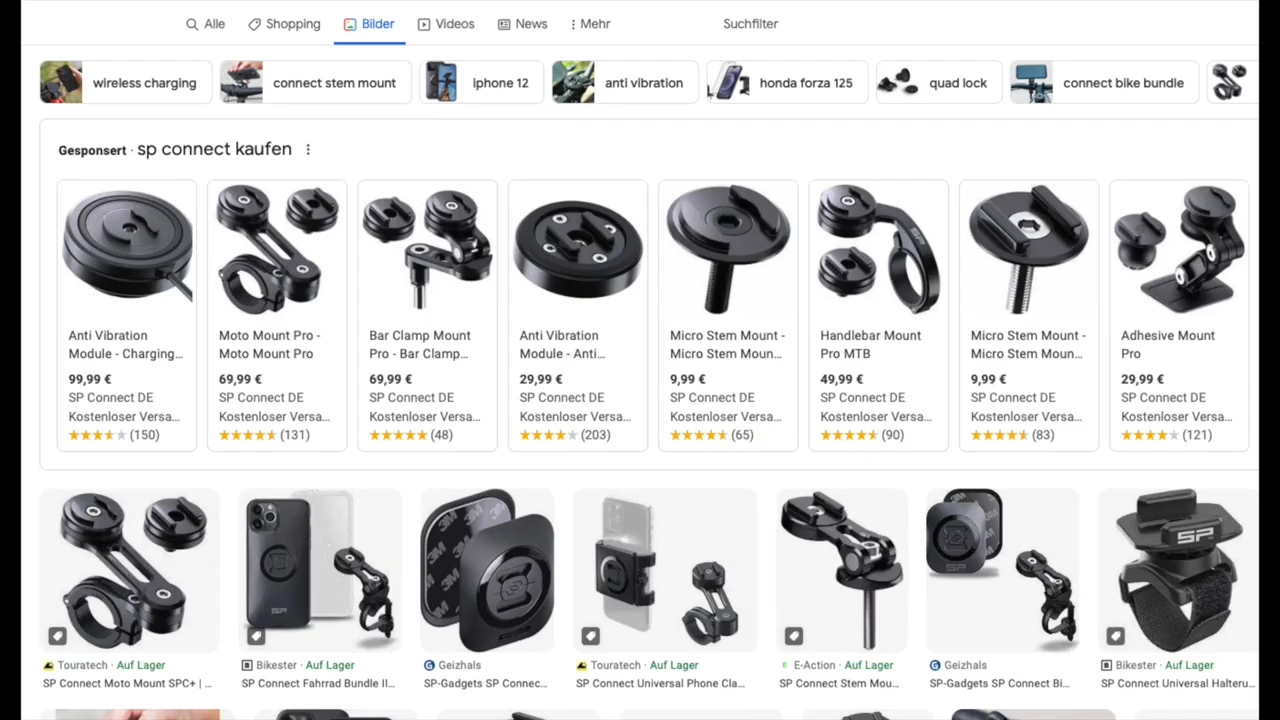 Alle
Shopping
Bilder
Videos
News
Mehr
Suchfilter
wireless charging
connect stem mount
iphone 12
anti vibration
honda forza 125
quad lock
connect bike bundle
Gesponsert · sp connect kaufen
Anti Vibration
Module - Charging...
99,99 €
SP Connect DE
Kostenloser Versa...
(150)
Moto Mount Pro -
Moto Mount Pro
69,99 €
SP Connect DE
Kostenloser Versa...
(131)
Bar Clamp Mount
Pro - Bar Clamp...
69,99 €
SP Connect DE
Kostenloser Versa...
(48)
Anti Vibration
Module - Anti...
29,99 €
SP Connect DE
Kostenloser Versa...
(203)
Micro Stem Mount -
Micro Stem Moun...
9,99 €
SP Connect DE
Kostenloser Versa...
(65)
Handlebar Mount
Pro MTB
49,99 €
SP Connect DE
Kostenloser Versa...
(90)
Micro Stem Mount -
Micro Stem Moun...
9,99 €
SP Connect DE
Kostenloser Versa...
(83)
Adhesive Mount
Pro
29,99 €
SP Connect DE
Kostenloser Versa...
(121)
Touratech · Auf Lager
SP Connect Moto Mount SPC+ | ...
SP
Bikester · Auf Lager
SP Connect Fahrrad Bundle II...
3M
3M
3M
Geizhals
SP-Gadgets SP Connec...
Touratech · Auf Lager
SP Connect Universal Phone Cla...
E-Action · Auf Lager
SP Connect Stem Mou...
3M
SP
Geizhals
SP-Gadgets SP Connect Bi...
SP
Bikester · Auf Lager
SP Connect Universal Halteru...